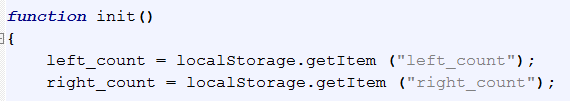 function init()
{
left_count = localStorage.getItem ("left_count");
right_count = localStorage.getItem ("right_count");